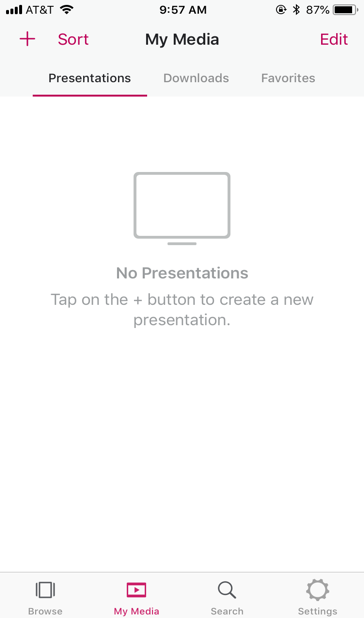 AT&T 9:57 AM 87%
+ Sort My Media Edit
Presentations Downloads Favorites
No Presentations
Tap on the + button to create a new
presentation.
Browse My Media Search Settings